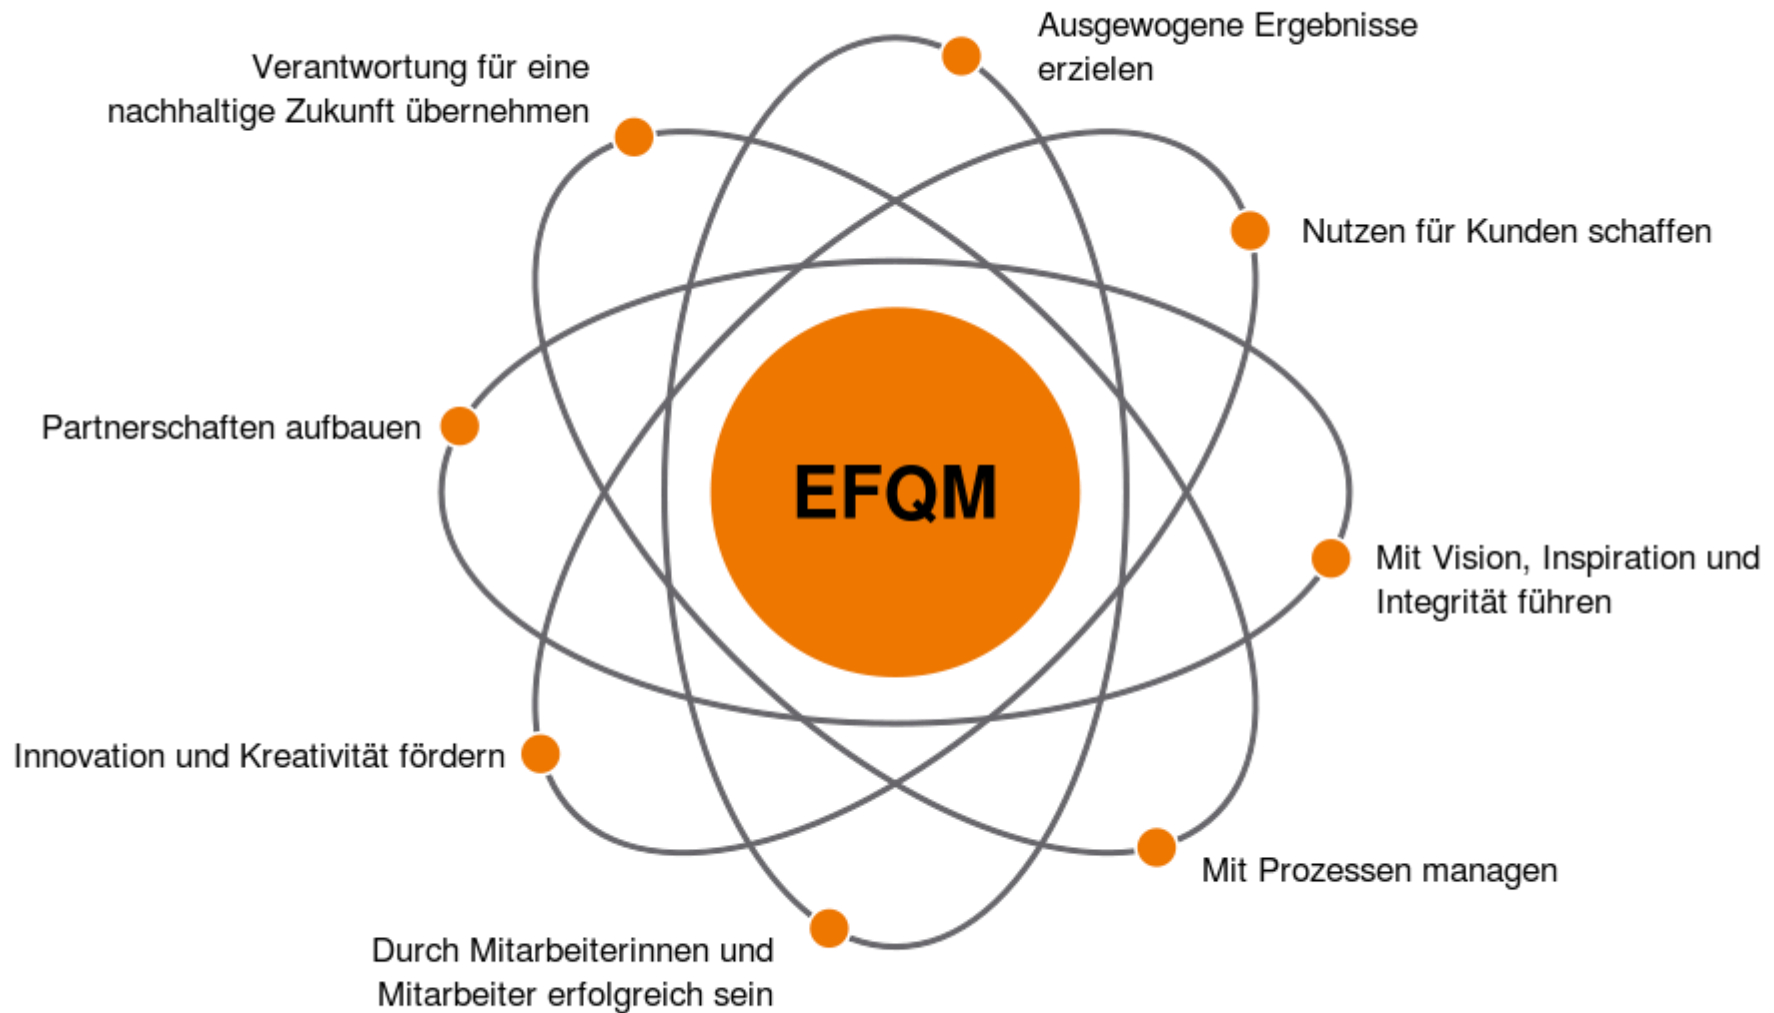 Ausgewogene Ergebnisse
erzielen
Verantwortung für eine
nachhaltige Zukunft übernehmen
Nutzen für Kunden schaffen
Partnerschaften aufbauen
EFQM
Mit Vision, Inspiration und
Integrität führen
Innovation und Kreativität fördern
Mit Prozessen managen
Durch Mitarbeiterinnen und
Mitarbeiter erfolgreich sein